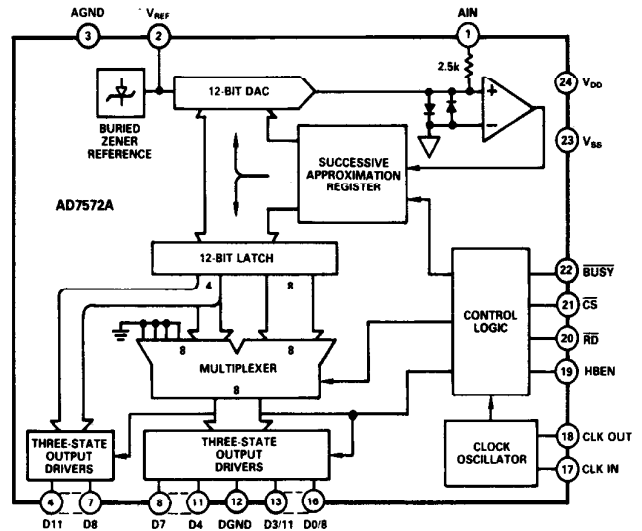 AGND
VREF
AIN
3
2
1
2.5k
12-BIT DAC
24 VDD
BURIED
ZENER
REFERENCE
+
−
23 VSS
SUCCESSIVE
APPROXIMATION
REGISTER
AD7572A
12-BIT LATCH
4
8
22 BUSY
21 CS
CONTROL
LOGIC
20 RD
19 HBEN
8
8
MULTIPLEXER
8
THREE-STATE
OUTPUT
DRIVERS
THREE-STATE
OUTPUT
DRIVERS
CLOCK
OSCILLATOR
18 CLK OUT
17 CLK IN
4
7
8
11
12
13
16
D11
D8
D7
D4
DGND
D3/11
D0/8